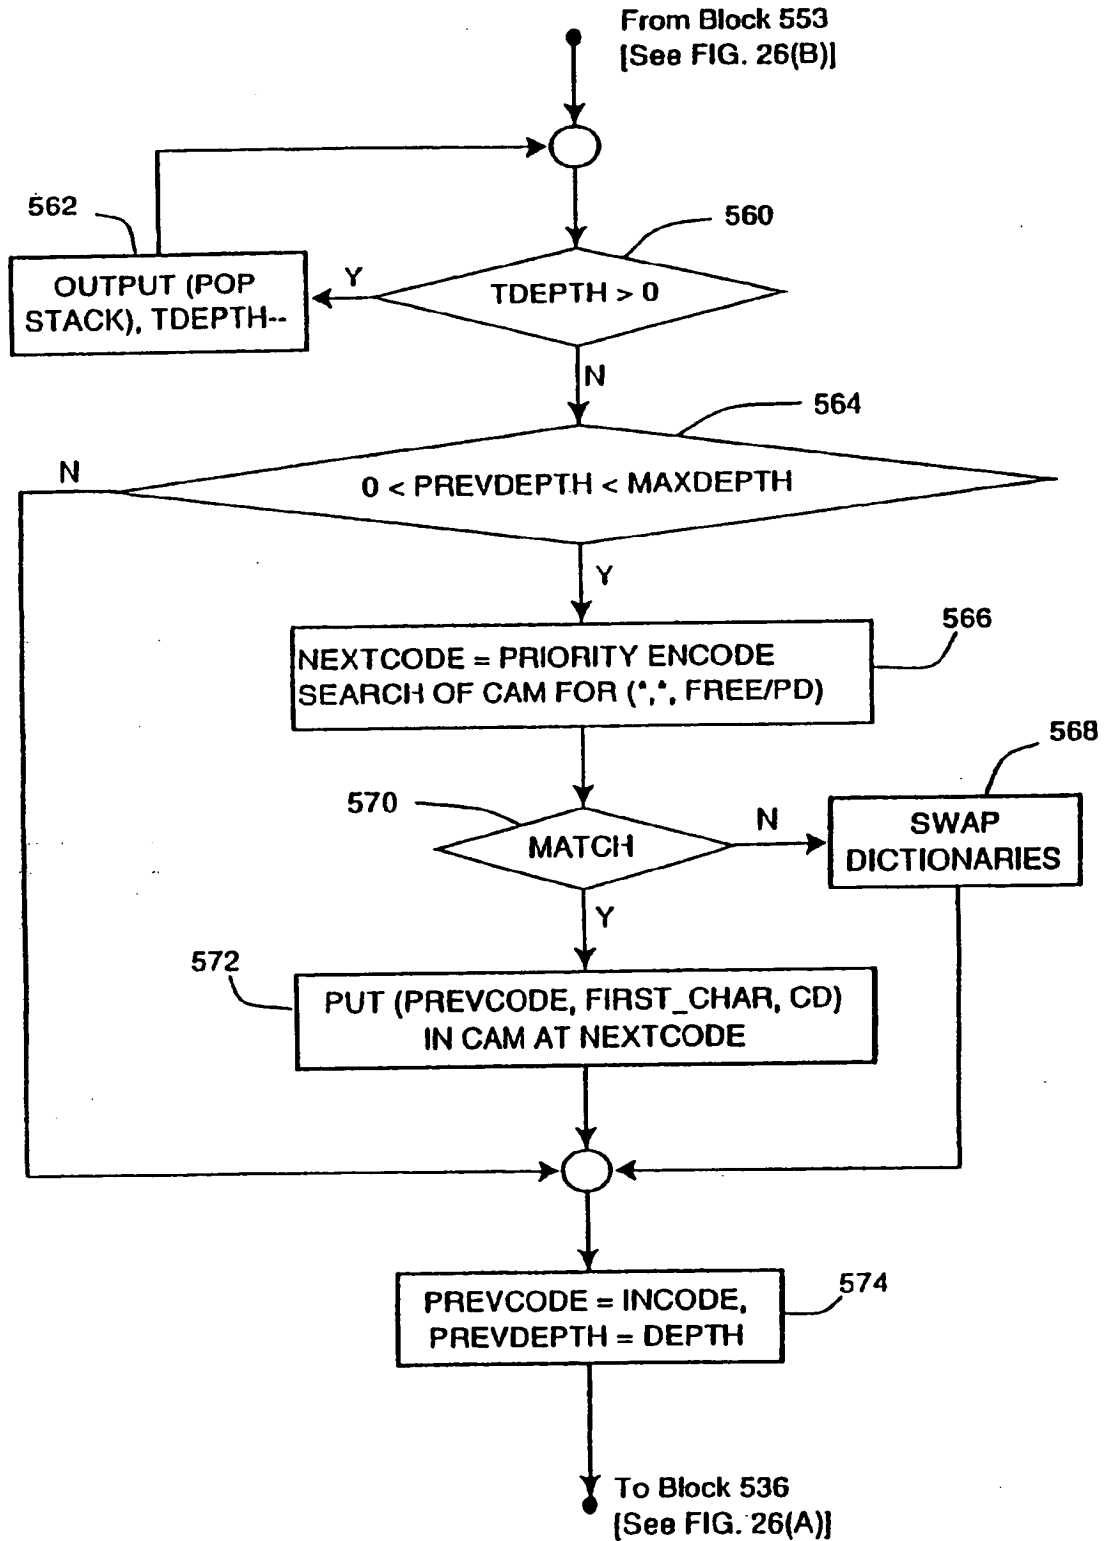 From Block 553
[See FIG. 26(B)]
562
560
OUTPUT (POP
STACK), TDEPTH--
Y
TDEPTH > 0
N
564
N
0 < PREVDEPTH < MAXDEPTH
Y
566
NEXTCODE = PRIORITY ENCODE
SEARCH OF CAM FOR (*,*, FREE/PD)
568
570
N
MATCH
SWAP
DICTIONARIES
Y
572
PUT (PREVCODE, FIRST_CHAR, CD)
IN CAM AT NEXTCODE
574
PREVCODE = INCODE,
PREVDEPTH = DEPTH
To Block 536
[See FIG. 26(A)]